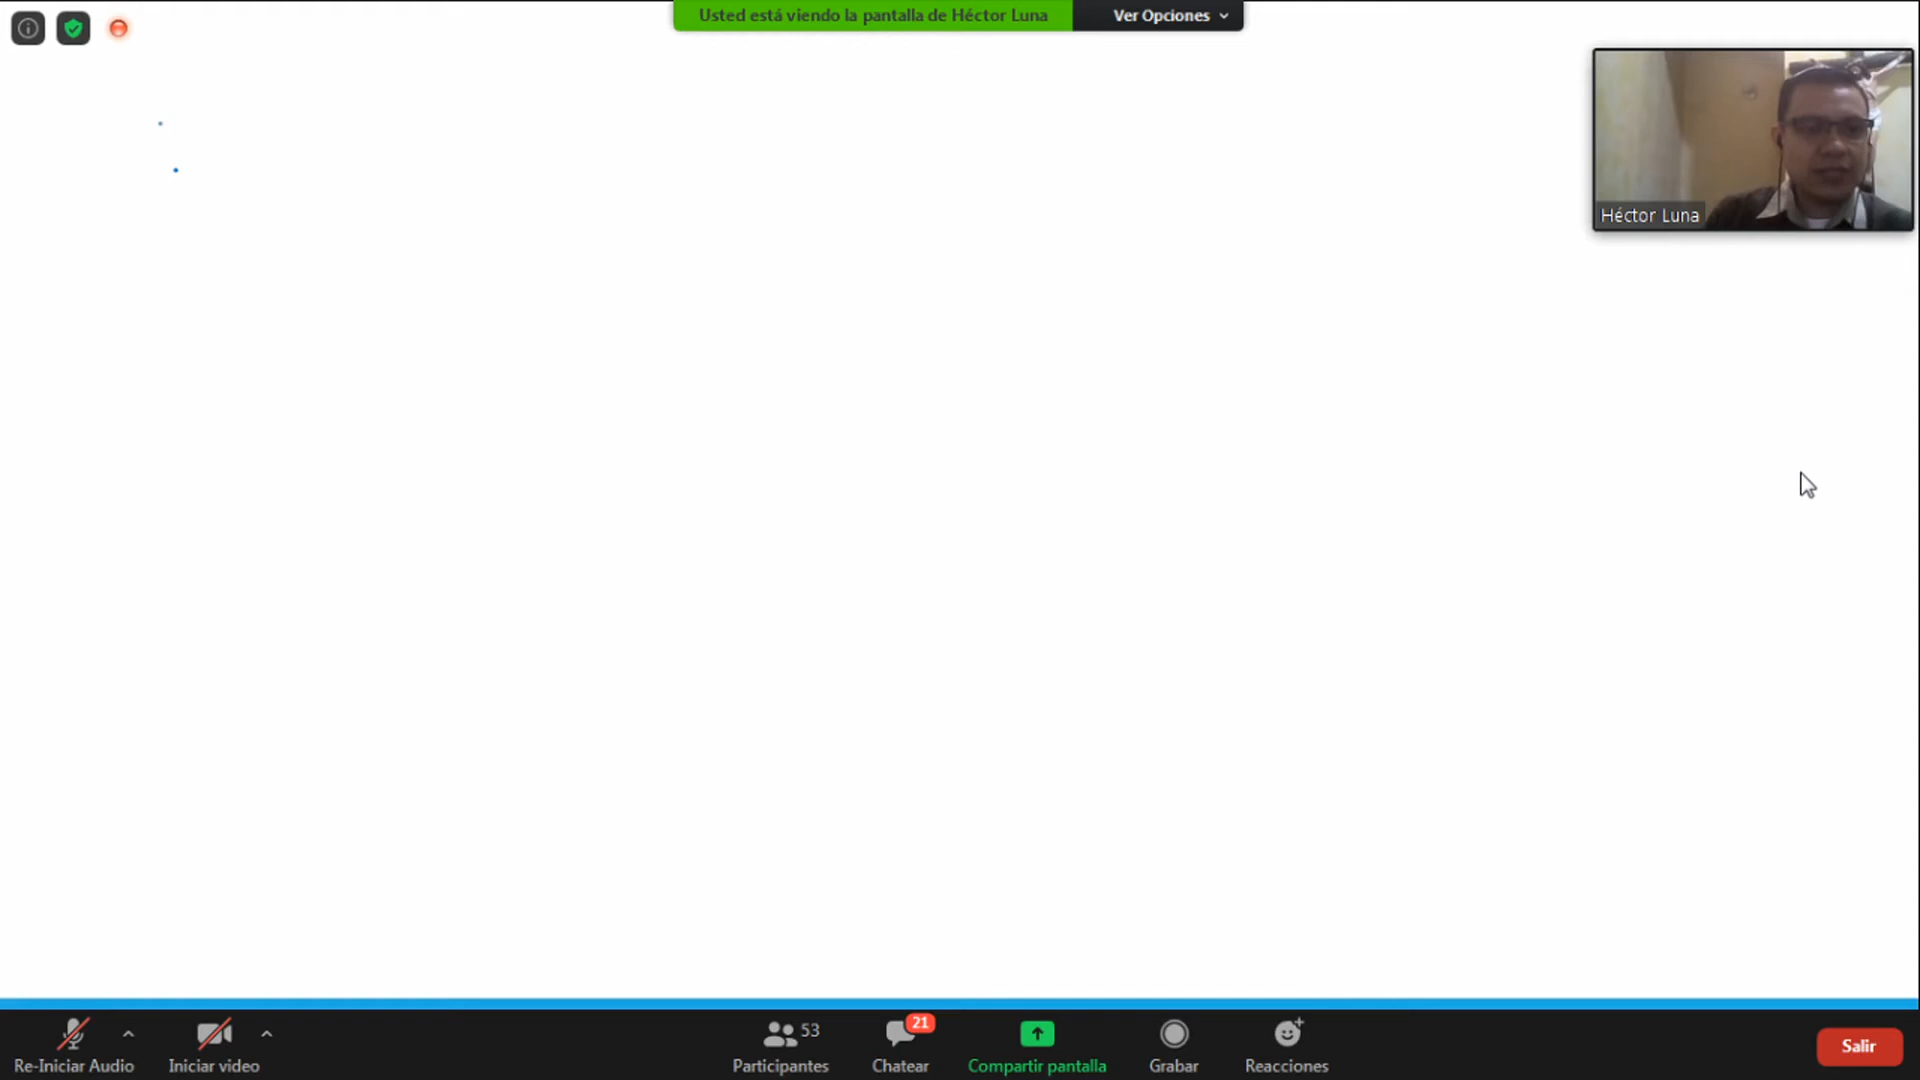 Usted está viendo la pantalla de Héctor Luna
Ver Opciones
Héctor Luna
Re-Iniciar Audio
Iniciar video
53
Participantes
21
Chatear
Compartir pantalla
Grabar
Reacciones
Salir